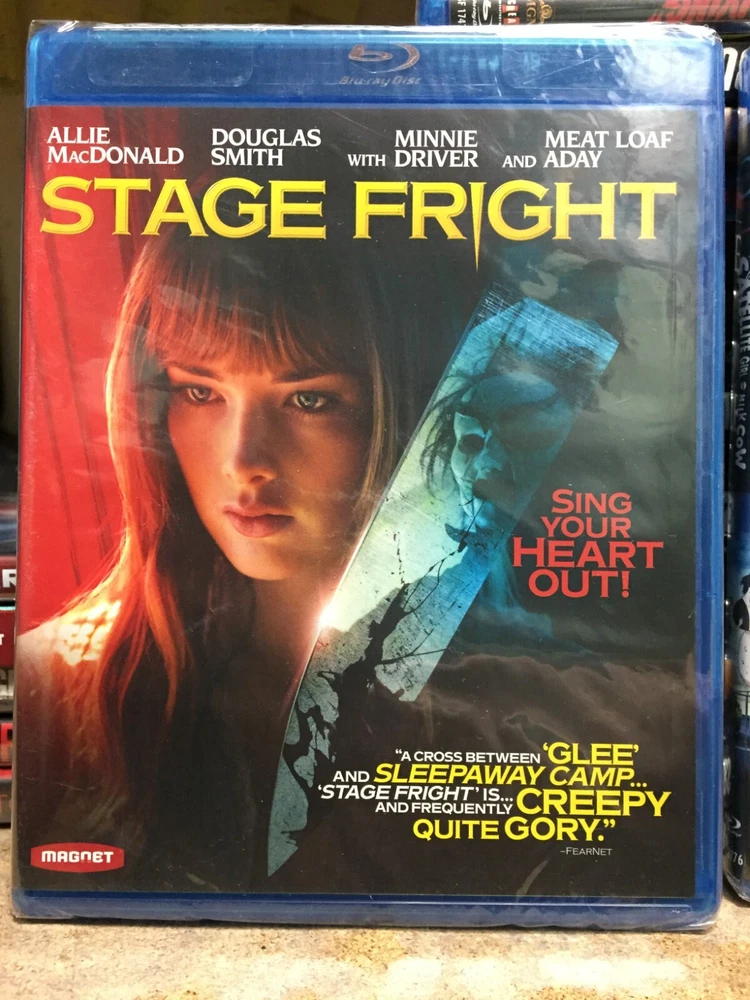 Blu-ray Disc
ALLIE
MACDONALD
DOUGLAS
SMITH
WITH
MINNIE
DRIVER
AND
MEAT LOAF
ADAY
STAGE FRIGHT
SING
YOUR
HEART
OUT!
“A CROSS BETWEEN ‘GLEE’
AND SLEEPAWAY CAMP...
‘STAGE FRIGHT’ IS... CREEPY
AND FREQUENTLY
QUITE GORY.”
–FEARNET
MAGNET